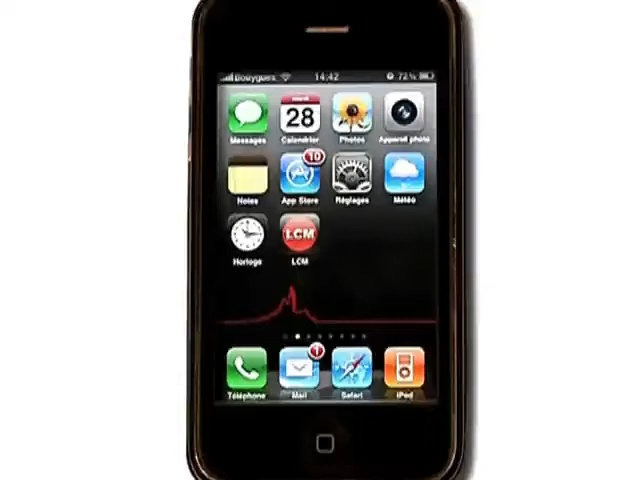 Bouygues 14:42 72%
28
Messages Calendrier Photos Appareil photo
10
Notes App Store Réglages Météo
LCM
Horloge LCM
1
Téléphone Mail Safari iPod